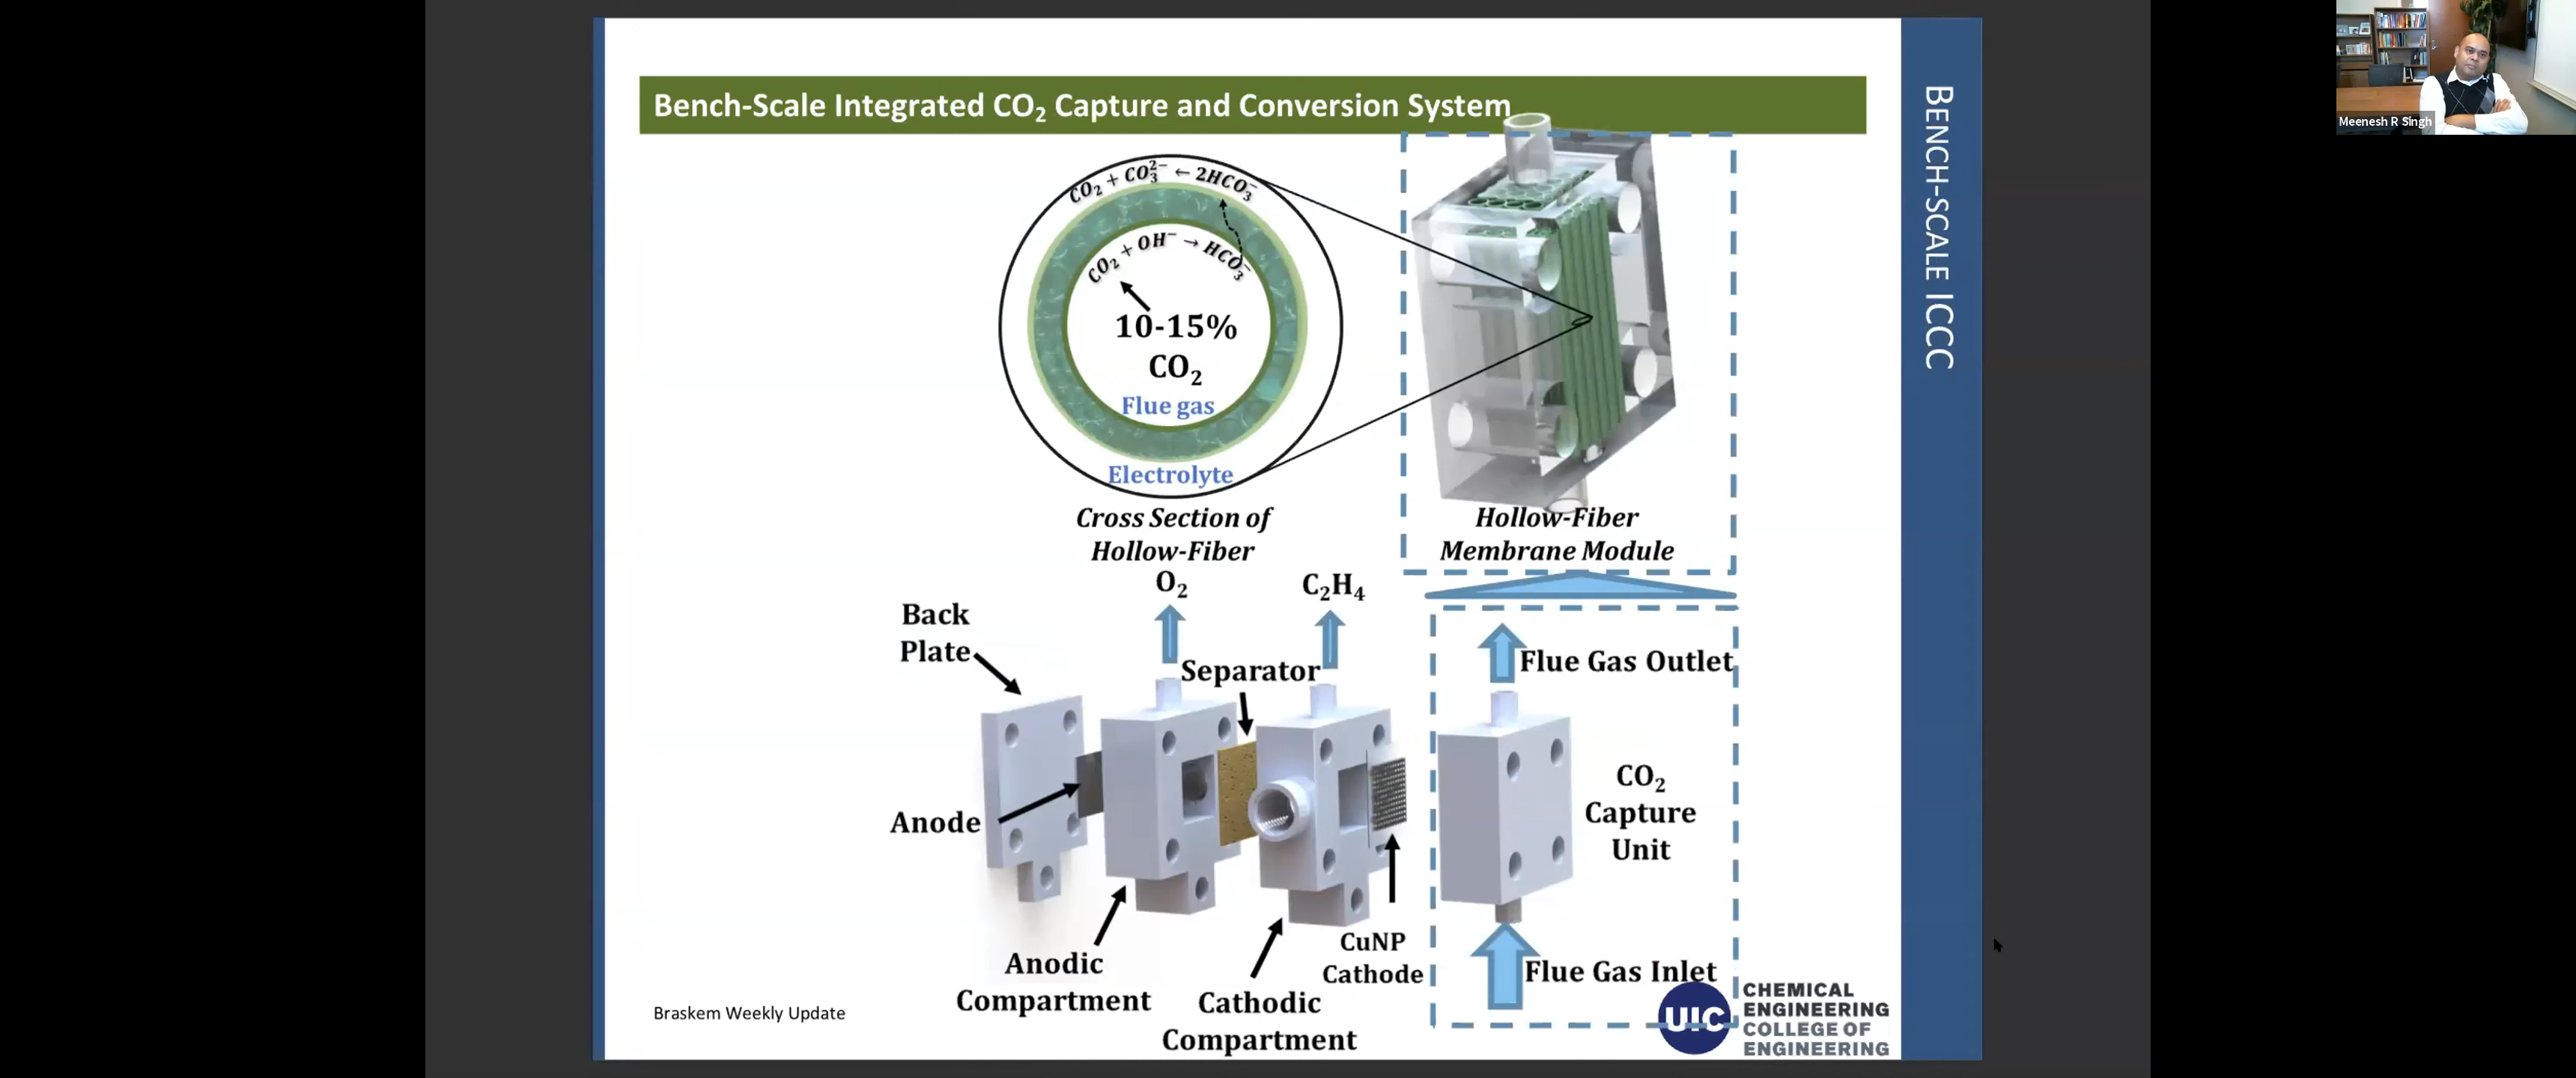 Bench-Scale Integrated CO₂ Capture and Conversion System
BENCH-SCALE ICCC
Meenesh R Singh
CO₂ + CO₃²⁻ ← 2HCO₃⁻
CO₂ + OH⁻ → HCO₃⁻
10-15%
CO₂
Flue gas
Electrolyte
Cross Section of
Hollow-Fiber
Hollow-Fiber
Membrane Module
O₂
C₂H₄
Back
Plate
Separator
Anode
Anodic
Compartment
Cathodic
Compartment
CuNP
Cathode
Flue Gas Outlet
CO₂
Capture
Unit
Flue Gas Inlet
Braskem Weekly Update
UIC
CHEMICAL
ENGINEERING
COLLEGE OF
ENGINEERING